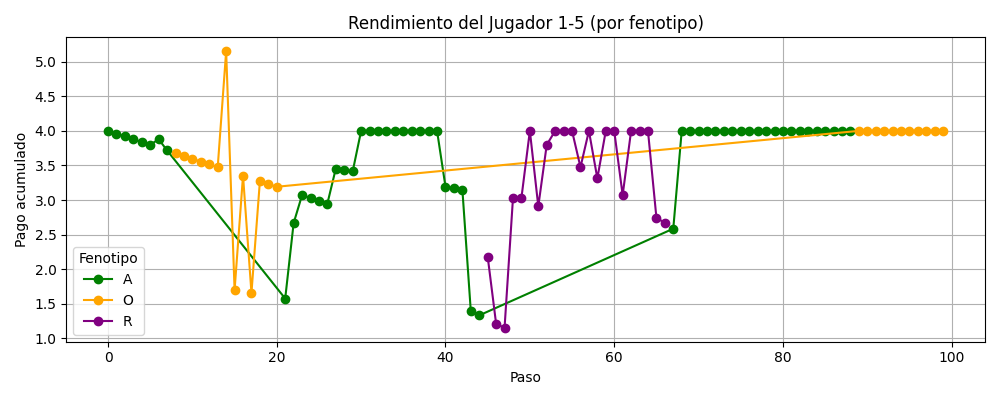 Rendimiento del Jugador 1-5 (por fenotipo)
Pago acumulado
5.0
4.5
4.0
3.5
3.0
2.5
2.0
1.5
1.0
Fenotipo
A
O
R
0 20 40 60 80 100
Paso